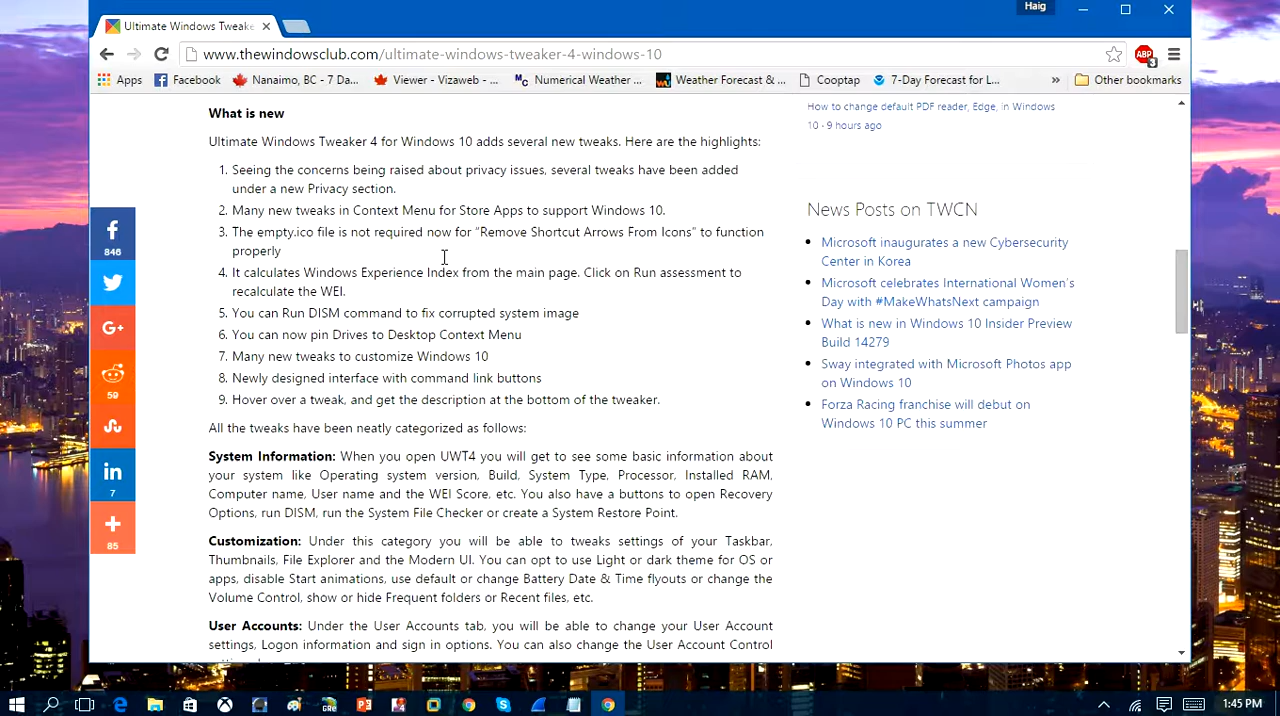 Haig
Ultimate Windows Tweake
www.thewindowsclub.com/ultimate-windows-tweaker-4-windows-10
ABP
3
Apps
Facebook
Nanaimo, BC - 7 Da...
Viewer - Vizaweb - ...
Numerical Weather ...
Weather Forecast & ...
Cooptap
7-Day Forecast for L...
»
Other bookmarks
What is new
Ultimate Windows Tweaker 4 for Windows 10 adds several new tweaks. Here are the highlights:
1. Seeing the concerns being raised about privacy issues, several tweaks have been added
under a new Privacy section.
2. Many new tweaks in Context Menu for Store Apps to support Windows 10.
3. The empty.ico file is not required now for “Remove Shortcut Arrows From Icons” to function
properly
4. It calculates Windows Experience Index from the main page. Click on Run assessment to
recalculate the WEI.
5. You can Run DISM command to fix corrupted system image
6. You can now pin Drives to Desktop Context Menu
7. Many new tweaks to customize Windows 10
8. Newly designed interface with command link buttons
9. Hover over a tweak, and get the description at the bottom of the tweaker.
All the tweaks have been neatly categorized as follows:
System Information: When you open UWT4 you will get to see some basic information about
your system like Operating system version, Build, System Type, Processor, Installed RAM,
Computer name, User name and the WEI Score, etc. You also have a buttons to open Recovery
Options, run DISM, run the System File Checker or create a System Restore Point.
Customization: Under this category you will be able to tweaks settings of your Taskbar,
Thumbnails, File Explorer and the Modern UI. You can opt to use Light or dark theme for OS or
apps, disable Start animations, use default or change Battery Date & Time flyouts or change the
Volume Control, show or hide Frequent folders or Recent files, etc.
User Accounts: Under the User Accounts tab, you will be able to change your User Account
settings, Logon information and sign in options. You can also change the User Account Control
How to change default PDF reader, Edge, in Windows
10 - 9 hours ago
News Posts on TWCN
Microsoft inaugurates a new Cybersecurity
Center in Korea
Microsoft celebrates International Women’s
Day with #MakeWhatsNext campaign
What is new in Windows 10 Insider Preview
Build 14279
Sway integrated with Microsoft Photos app
on Windows 10
Forza Racing franchise will debut on
Windows 10 PC this summer
846
G+
59
in
7
85
1:45 PM